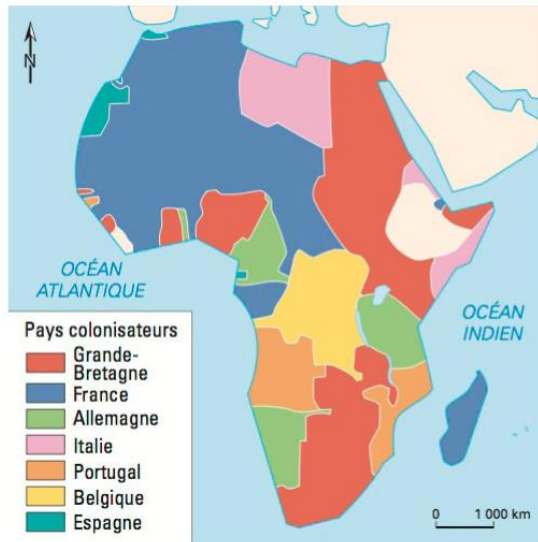 N
OCÉAN
ATLANTIQUE
OCÉAN
INDIEN
Pays colonisateurs
Grande-
Bretagne
France
Allemagne
Italie
Portugal
Belgique
Espagne
0 1 000 km